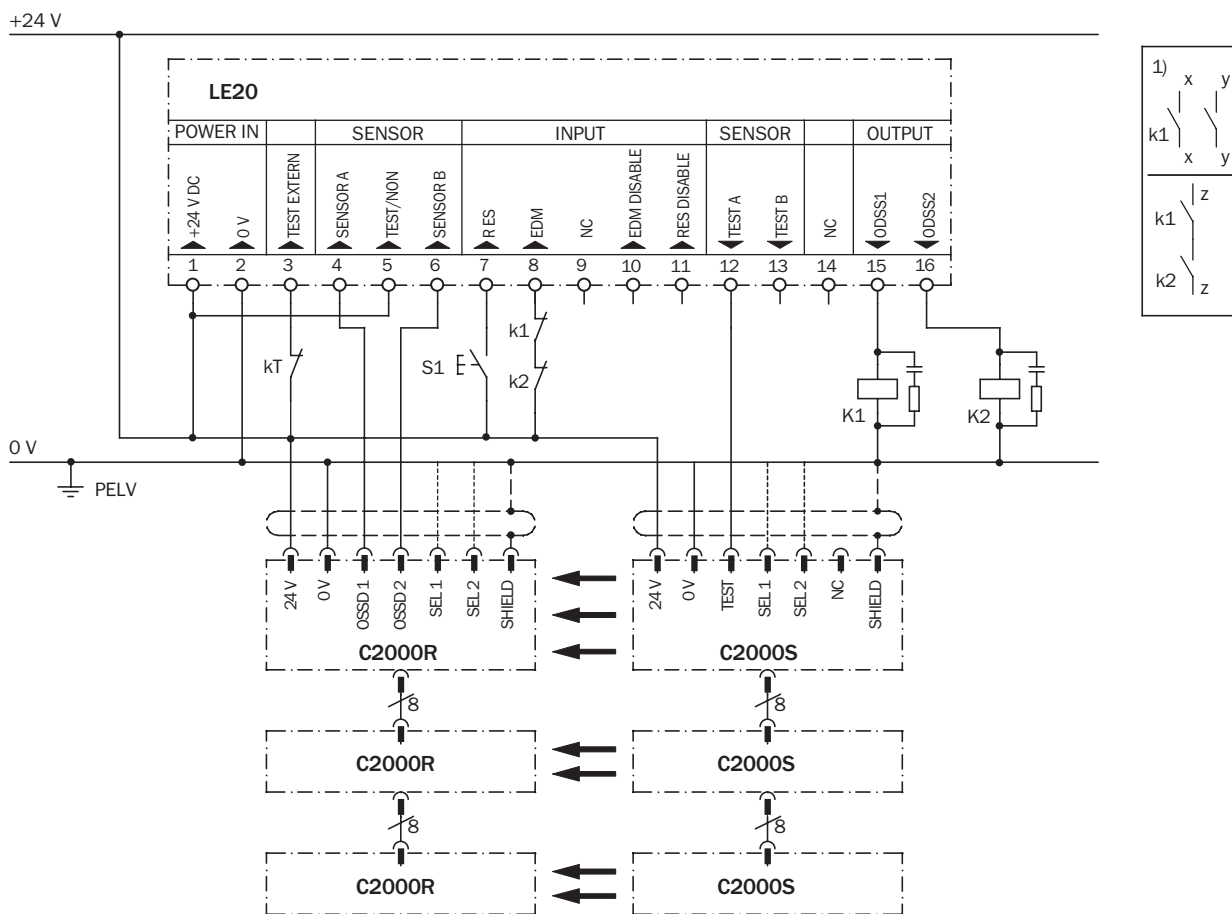 +24 V
LE20
POWER IN
SENSOR
INPUT
SENSOR
OUTPUT
+24 V DC
0 V
TEST EXTERN
SENSOR A
TEST/NON
SENSOR B
R ES
EDM
NC
EDM DISABLE
RES DISABLE
TEST A
TEST B
NC
ODSS1
ODSS2
1 2 3 4 5 6 7 8 9 10 11 12 13 14 15 16
kT
S1
k1
k2
K1
K2
0 V
PELV
24 V
0 V
OSSD 1
OSSD 2
SEL 1
SEL 2
SHIELD
C2000R
24 V
0 V
TEST
SEL 1
SEL 2
NC
SHIELD
C2000S
8
8
C2000R
C2000S
8
8
C2000R
C2000S
1)
x y
k1
x y
z
k1
k2
z